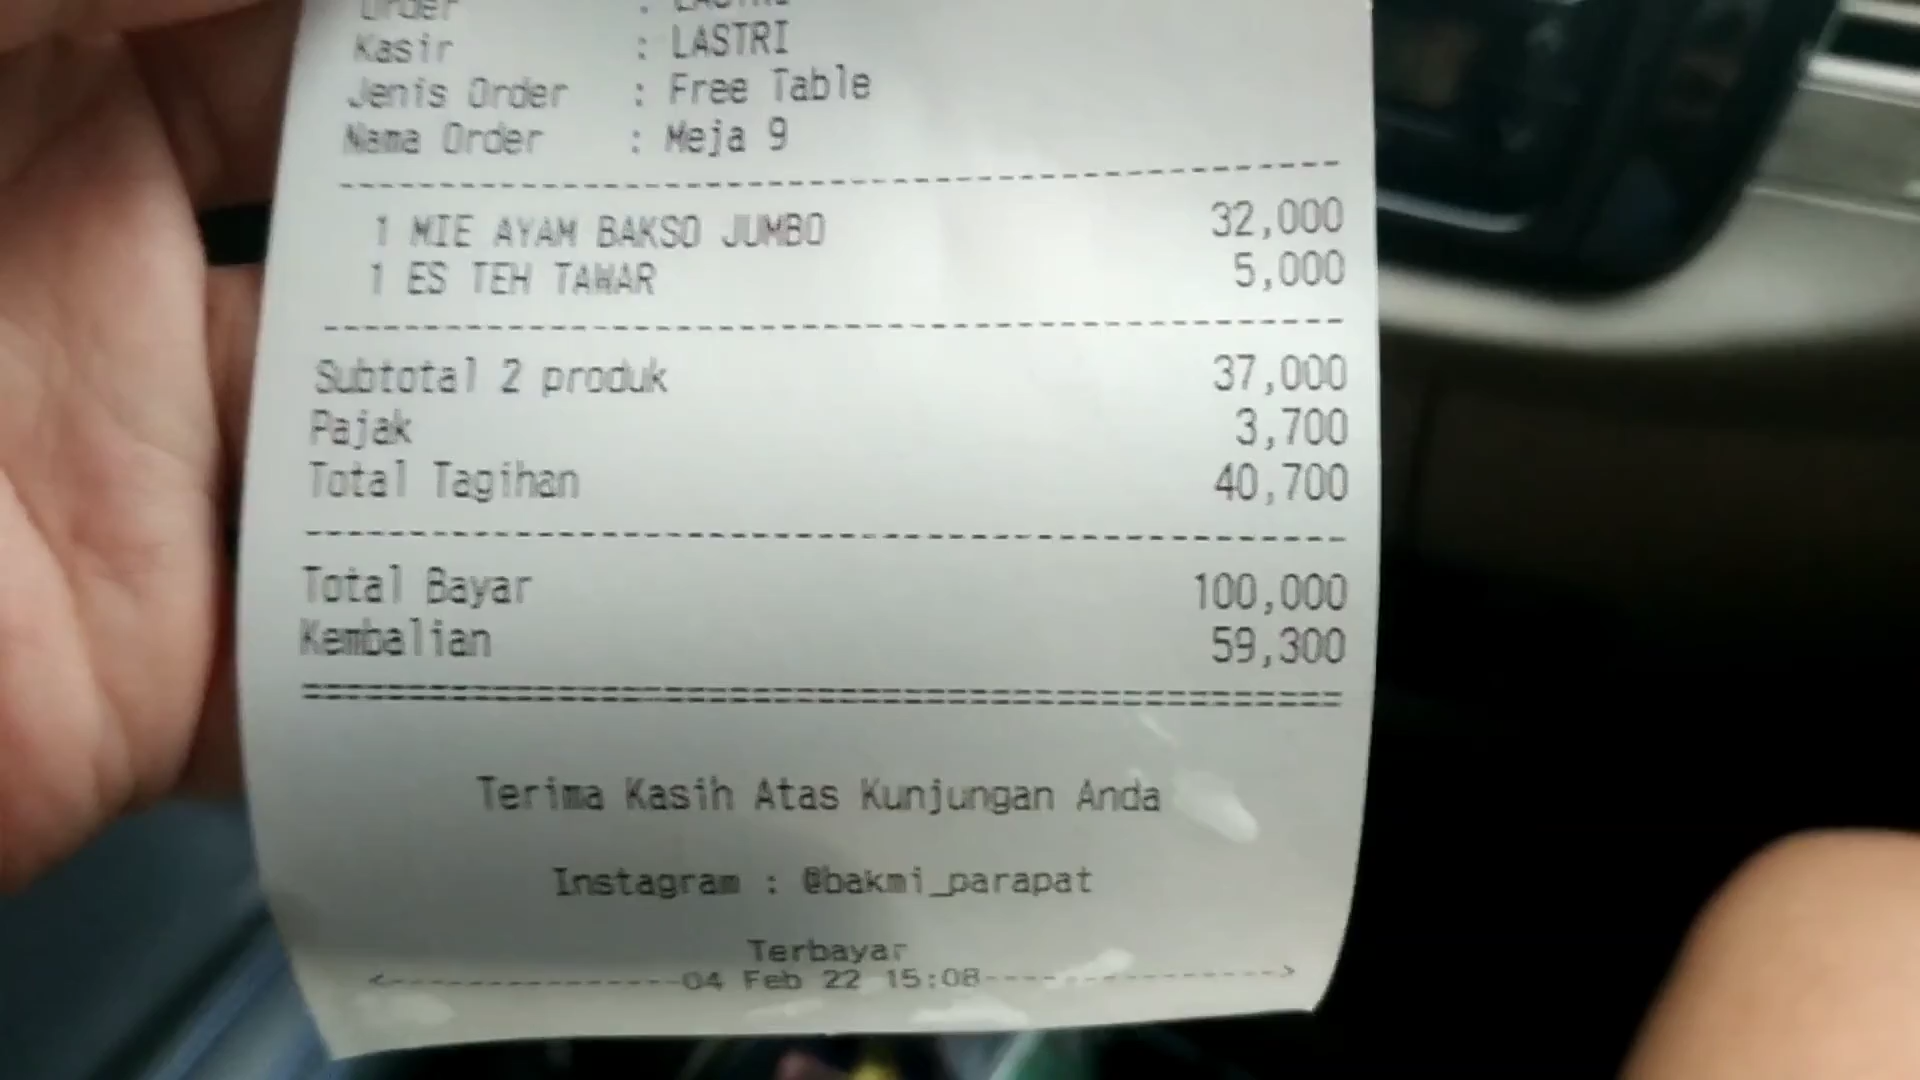 Order : LASTRI
Kasir : LASTRI
Jenis Order : Free Table
Nama Order : Meja 9
1 MIE AYAM BAKSO JUMBO 32,000
1 ES TEH TAWAR 5,000
Subtotal 2 produk 37,000
Pajak 3,700
Total Tagihan 40,700
Total Bayar 100,000
Kembalian 59,300
Terima Kasih Atas Kunjungan Anda
Instagram : @bakmi_parapat
Terbayar
<--------------04 Feb 22 15:08-------------->